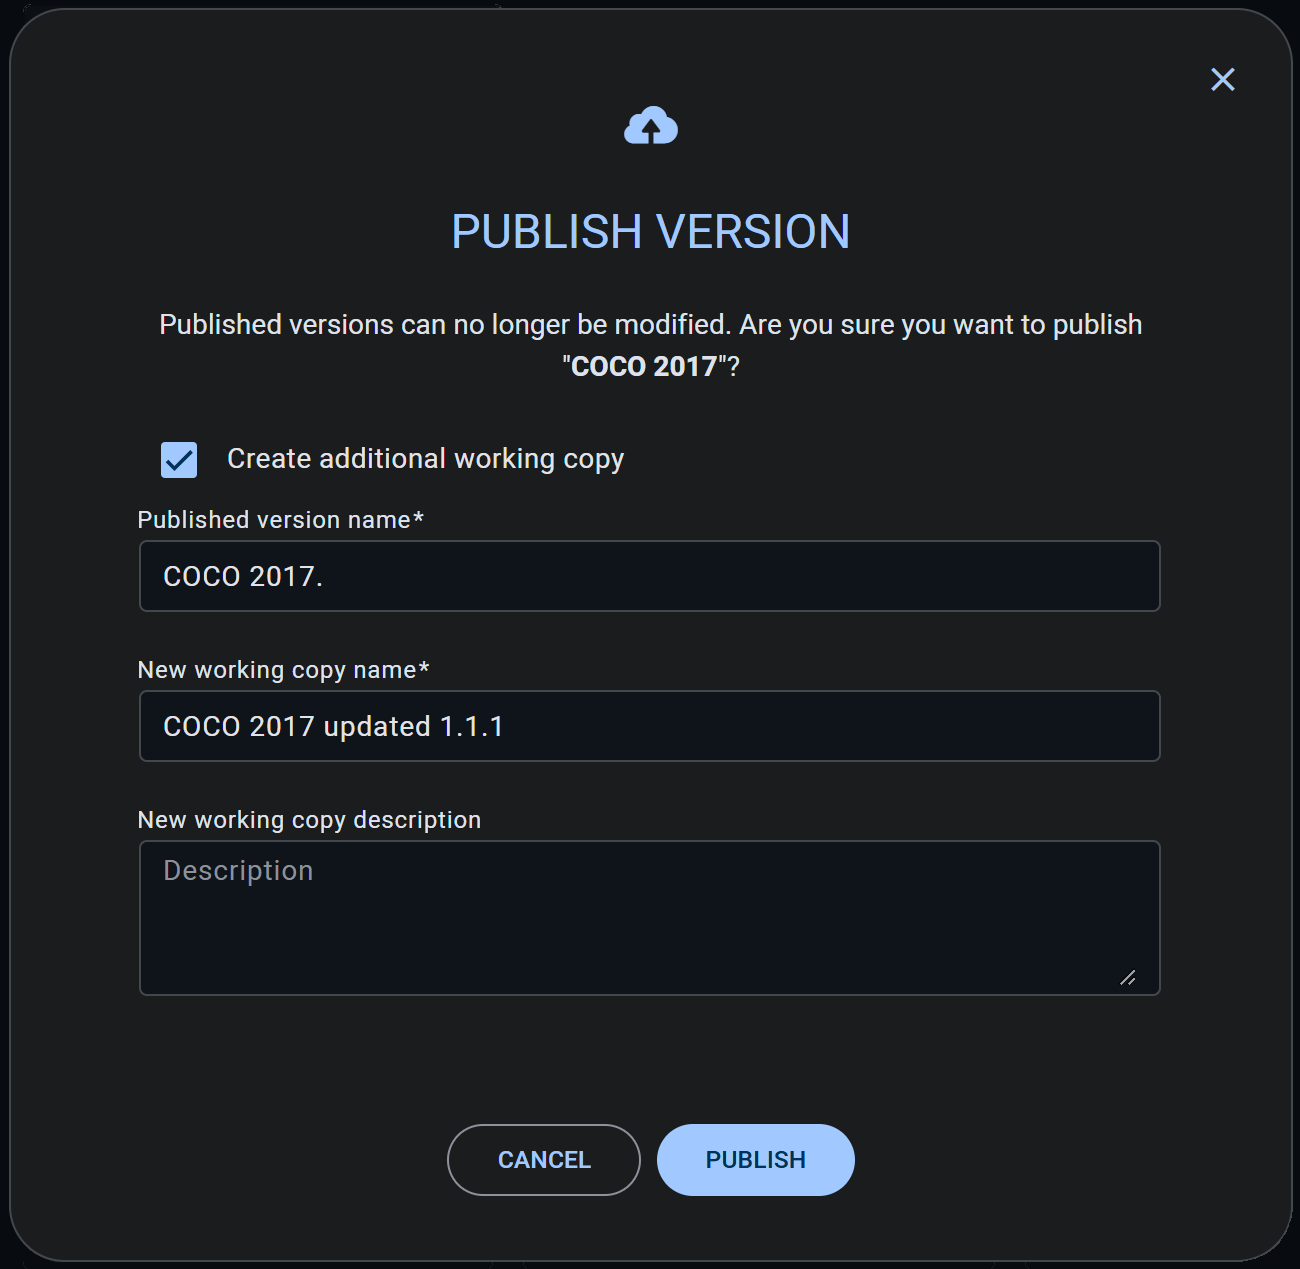 PUBLISH VERSION
Published versions can no longer be modified. Are you sure you want to publish
"COCO 2017"?
Create additional working copy
Published version name*
COCO 2017.
New working copy name*
COCO 2017 updated 1.1.1
New working copy description
Description
CANCEL
PUBLISH